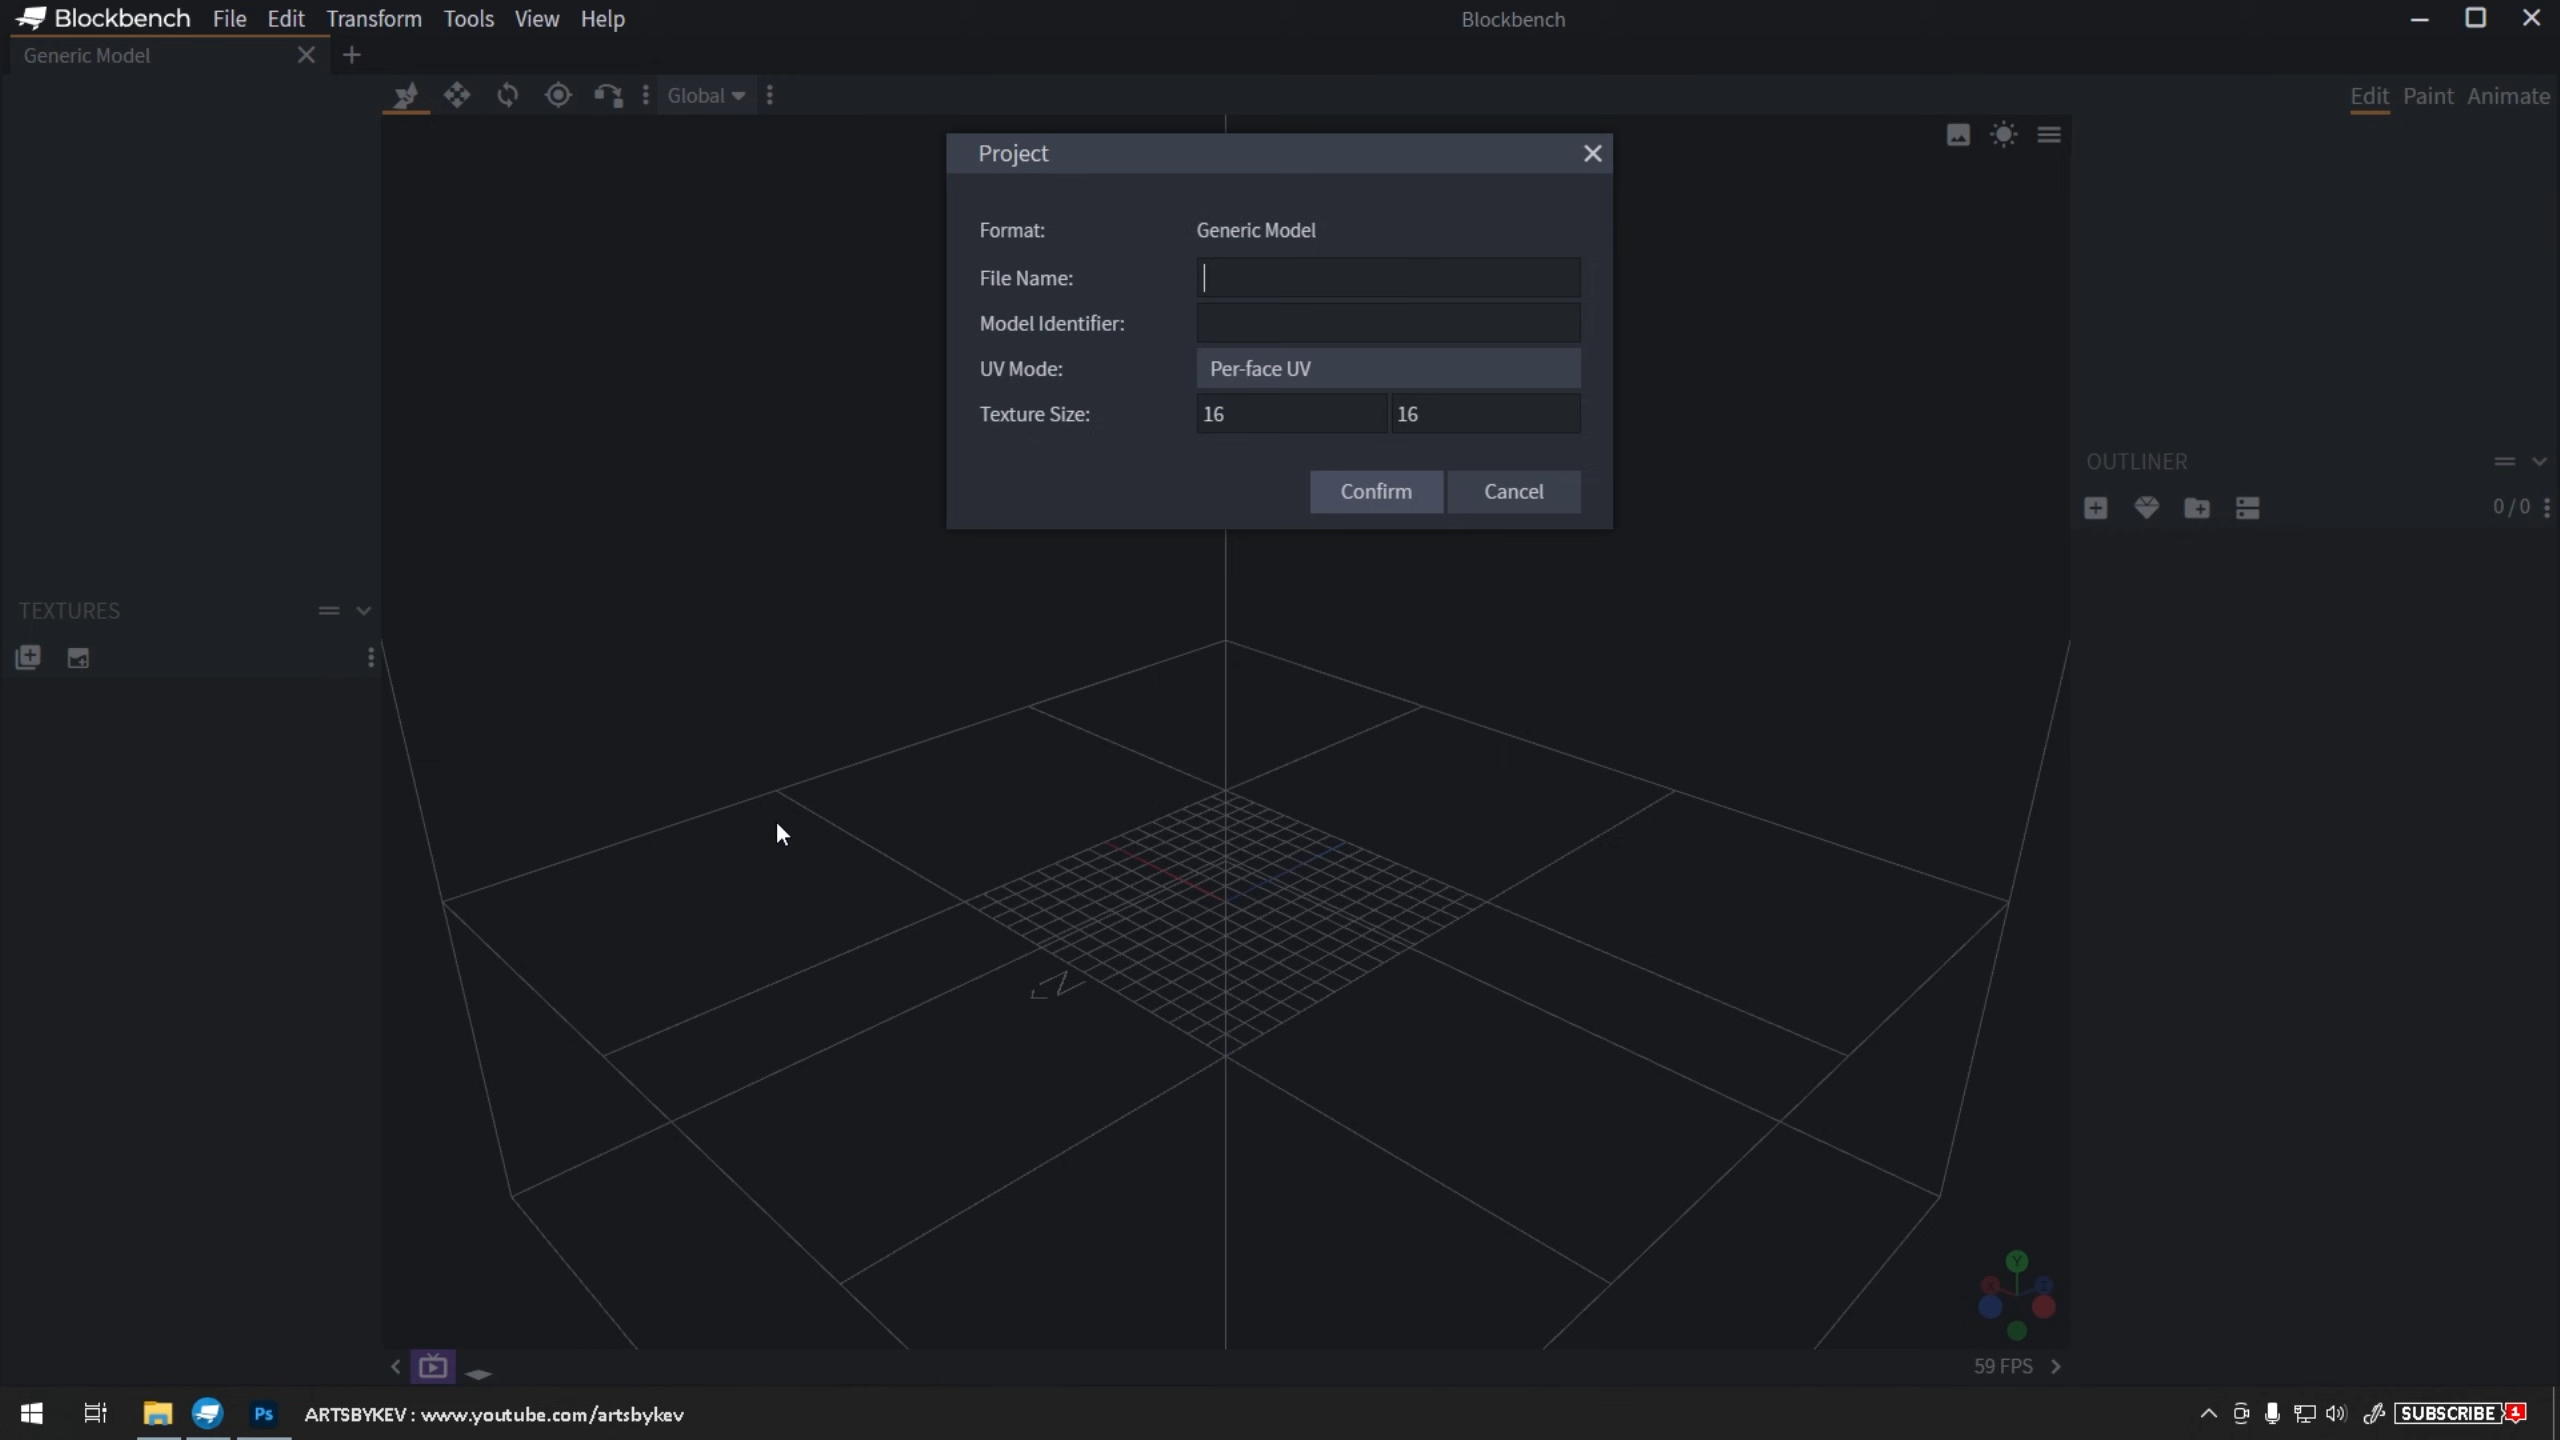 Blockbench File Edit Transform Tools View Help
Blockbench
Generic Model
Global
Edit Paint Animate
Project
Format: Generic Model
File Name:
Model Identifier:
UV Mode: Per-face UV
Texture Size: 16 16
Confirm Cancel
OUTLINER
0 / 0
TEXTURES
N
Y
59 FPS
Ps
ARTSBYKEV : www.youtube.com/artsbykev
SUBSCRIBE 1